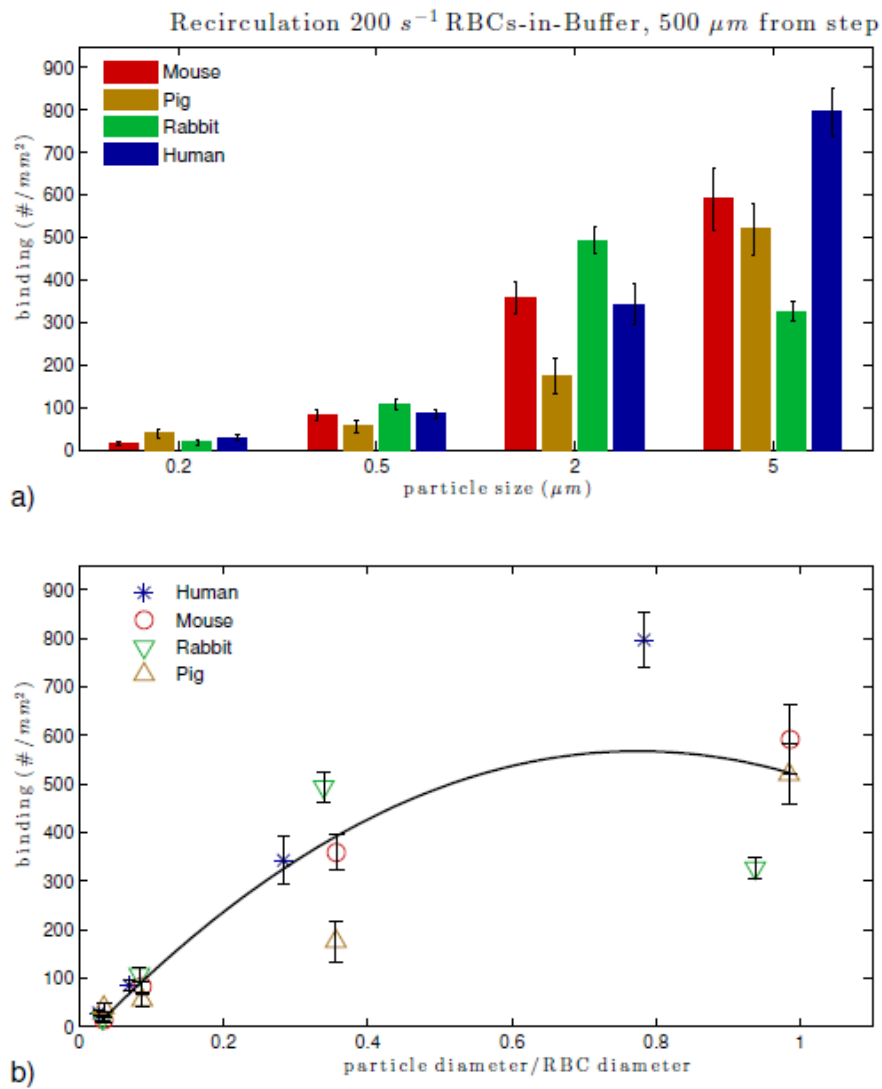 Recirculation 200 s⁻¹ RBCs-in-Buffer, 500 μm from step
900
800
700
600
500
400
300
200
100
0
binding (#/mm²)
Mouse
Pig
Rabbit
Human
0.2 0.5 2 5
particle size (μm)
a)
900
800
700
600
500
400
300
200
100
0
binding (#/mm²)
Human
Mouse
Rabbit
Pig
0 0.2 0.4 0.6 0.8 1
particle diameter/RBC diameter
b)